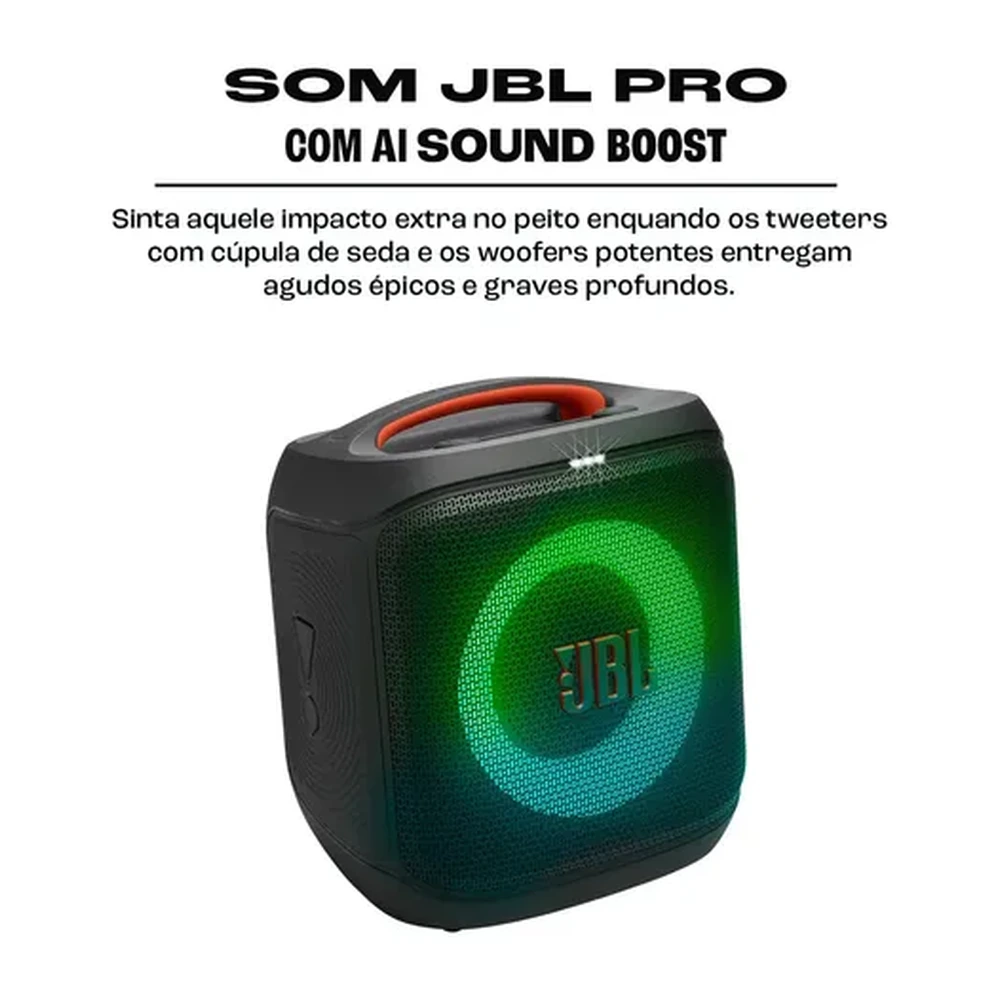 SOM JBL PRO
COM AI SOUND BOOST
Sinta aquele impacto extra no peito enquando os tweeters
com cúpula de seda e os woofers potentes entregam
agudos épicos e graves profundos.
JBL